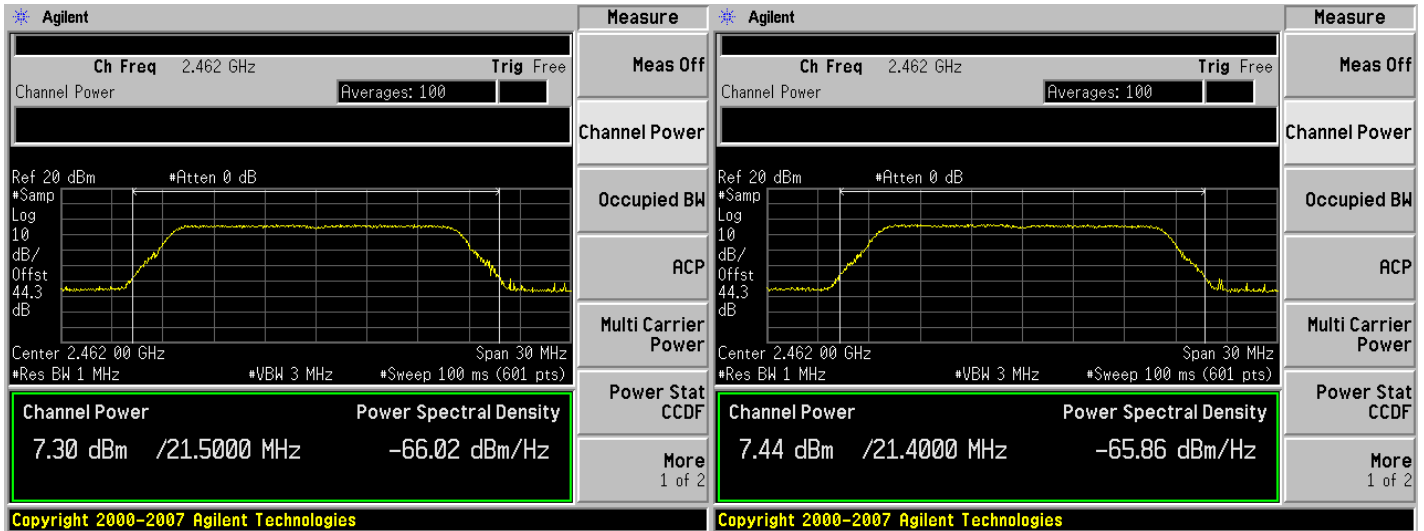 Agilent
Measure
Ch Freq 2.462 GHz Trig Free
Channel Power Averages: 100
Ref 20 dBm #Atten 0 dB
#Samp
Log
10
dB/
Offst
44.3
dB
Center 2.462 00 GHz Span 30 MHz
#Res BW 1 MHz #VBW 3 MHz #Sweep 100 ms (601 pts)
Channel Power Power Spectral Density
7.30 dBm /21.5000 MHz -66.02 dBm/Hz
Meas Off
Channel Power
Occupied BW
ACP
Multi Carrier
Power
Power Stat
CCDF
More
1 of 2
Copyright 2000-2007 Agilent Technologies
Agilent
Measure
Ch Freq 2.462 GHz Trig Free
Channel Power Averages: 100
Ref 20 dBm #Atten 0 dB
#Samp
Log
10
dB/
Offst
44.3
dB
Center 2.462 00 GHz Span 30 MHz
#Res BW 1 MHz #VBW 3 MHz #Sweep 100 ms (601 pts)
Channel Power Power Spectral Density
7.44 dBm /21.4000 MHz -65.86 dBm/Hz
Meas Off
Channel Power
Occupied BW
ACP
Multi Carrier
Power
Power Stat
CCDF
More
1 of 2
Copyright 2000-2007 Agilent Technologies